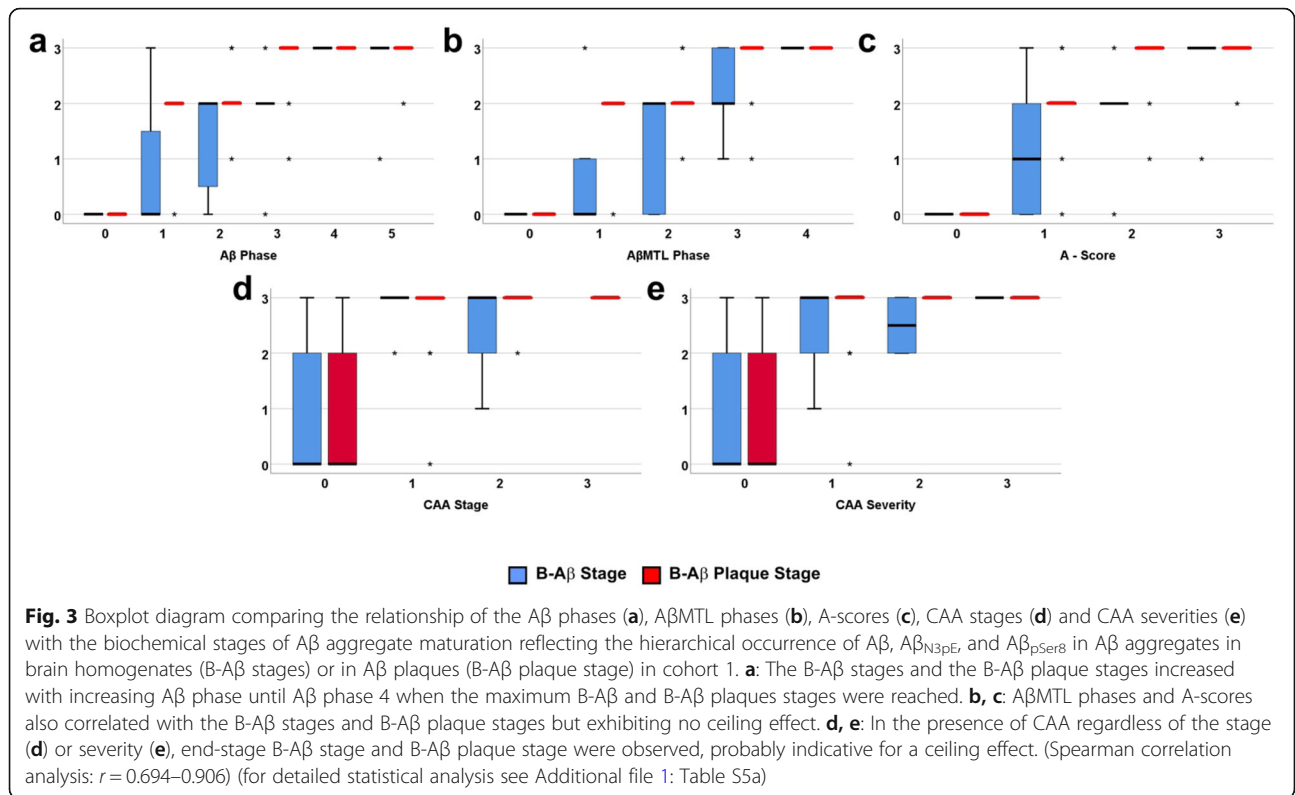 a
b
c
3
2
1
0
0 1 2 3 4 5
Aβ Phase
3
2
1
0
0 1 2 3 4
AβMTL Phase
3
2
1
0
0 1 2 3
A - Score
d
e
3
2
1
0
0 1 2 3
CAA Stage
3
2
1
0
0 1 2 3
CAA Severity
B-Aβ Stage B-Aβ Plaque Stage
Fig. 3 Boxplot diagram comparing the relationship of the Aβ phases (a), AβMTL phases (b), A-scores (c), CAA stages (d) and CAA severities (e)
with the biochemical stages of Aβ aggregate maturation reflecting the hierarchical occurrence of Aβ, AβN3pE, and AβpSer8 in Aβ aggregates in
brain homogenates (B-Aβ stages) or in Aβ plaques (B-Aβ plaque stage) in cohort 1. a: The B-Aβ stages and the B-Aβ plaque stages increased
with increasing Aβ phase until Aβ phase 4 when the maximum B-Aβ and B-Aβ plaques stages were reached. b, c: AβMTL phases and A-scores
also correlated with the B-Aβ stages and B-Aβ plaque stages but exhibiting no ceiling effect. d, e: In the presence of CAA regardless of the stage
(d) or severity (e), end-stage B-Aβ stage and B-Aβ plaque stage were observed, probably indicative for a ceiling effect. (Spearman correlation
analysis: r = 0.694–0.906) (for detailed statistical analysis see Additional file 1: Table S5a)